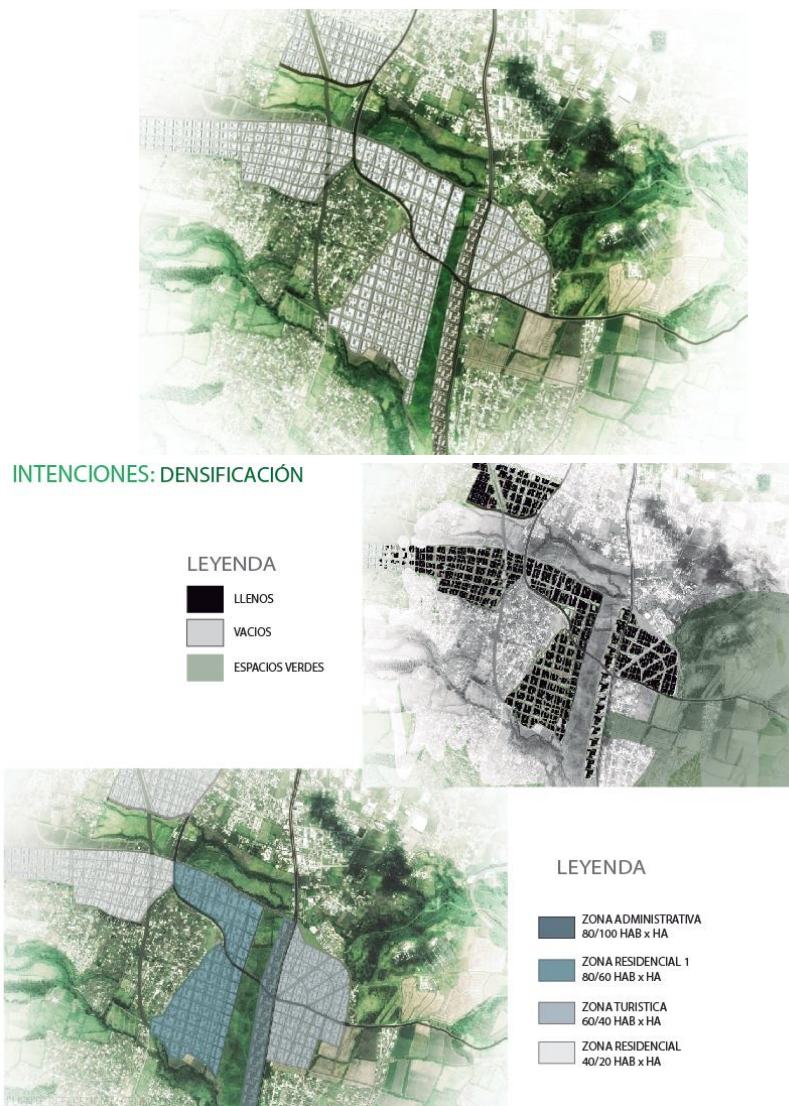 INTENCIONES: DENSIFICACIÓN
LEYENDA
LLENOS
VACIOS
ESPACIOS VERDES
LEYENDA
ZONA ADMINISTRATIVA
80/100 HAB x HA
ZONA RESIDENCIAL 1
80/60 HAB x HA
ZONA TURISTICA
60/40 HAB x HA
ZONA RESIDENCIAL
40/20 HAB x HA